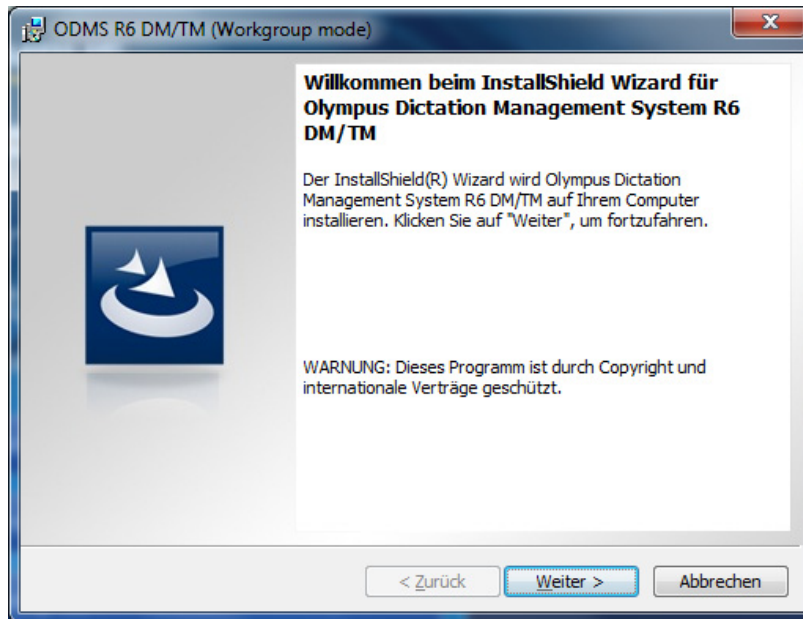 ODMS R6 DM/TM (Workgroup mode)
Willkommen beim InstallShield Wizard für
Olympus Dictation Management System R6
DM/TM
Der InstallShield(R) Wizard wird Olympus Dictation
Management System R6 DM/TM auf Ihrem Computer
installieren. Klicken Sie auf "Weiter", um fortzufahren.
WARNUNG: Dieses Programm ist durch Copyright und
internationale Verträge geschützt.
< Zurück Weiter > Abbrechen